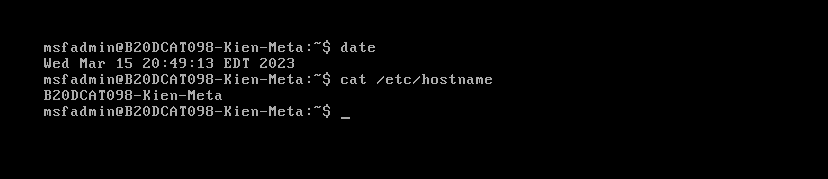 msfadmin@B20DCAT098-Kien-Meta:~$ date
Wed Mar 15 20:49:13 EDT 2023
msfadmin@B20DCAT098-Kien-Meta:~$ cat /etc/hostname
B20DCAT098-Kien-Meta
msfadmin@B20DCAT098-Kien-Meta:~$ _